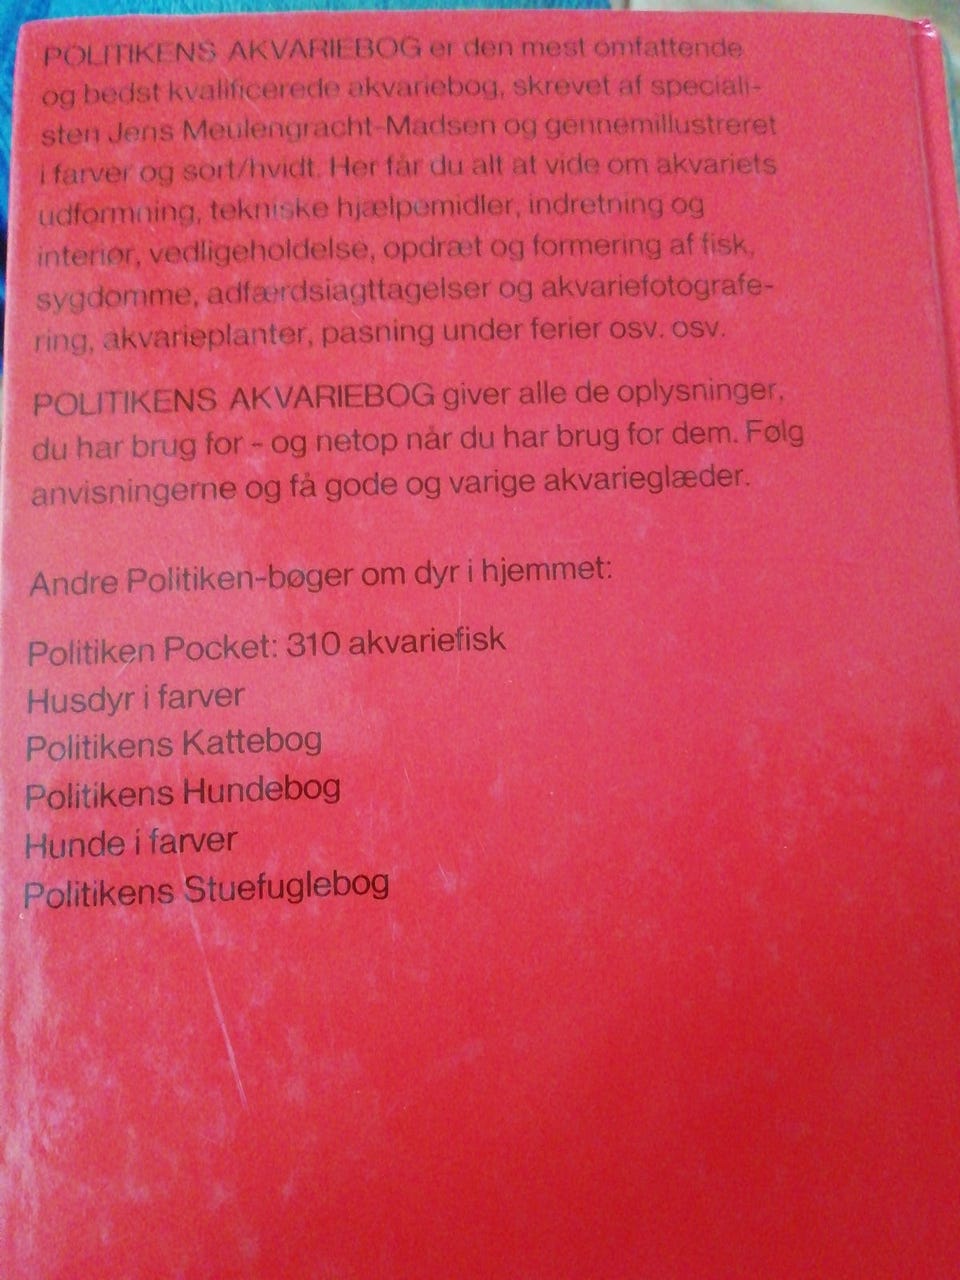 POLITIKENS AKVARIEBOG er den mest omfattende
og bedst kvalificerede akvariebog, skrevet af speciali-
sten Jens Meulengracht-Madsen og gennemillustreret
i farver og sort/hvidt. Her får du alt at vide om akvariets
udformning, tekniske hjælpemidler, indretning og
interiør, vedligeholdelse, opdræt og formering af fisk,
sygdomme, adfærdsiagttagelser og akvariefotografe-
ring, akvarieplanter, pasning under ferier osv. osv.
POLITIKENS AKVARIEBOG giver alle de oplysninger,
du har brug for - og netop når du har brug for dem. Følg
anvisningerne og få gode og varige akvarieglæder.
Andre Politiken-bøger om dyr i hjemmet:
Politiken Pocket: 310 akvariefisk
Husdyr i farver
Politikens Kattebog
Politikens Hundebog
Hunde i farver
Politikens Stuefuglebog